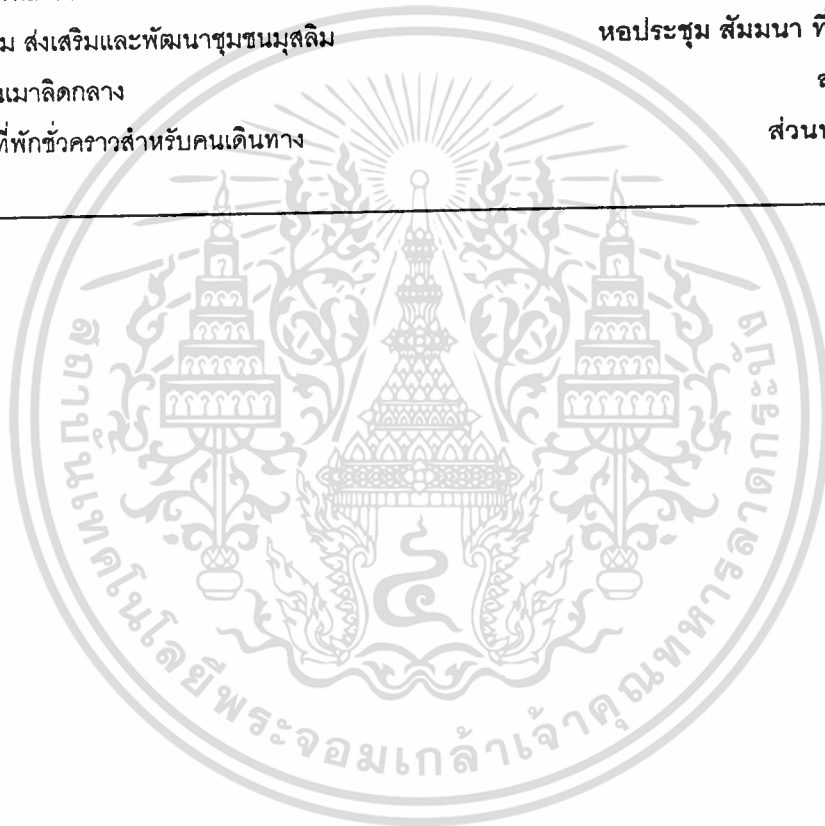 ม ส่งเสริมและพัฒนาชุมชนมุสลิม
หอประชุม สัมมนา ที่
นเมาลิดกลาง
ส
ที่พักชั่วคราวสำหรับคนเดินทาง
ส่วนท
สถาบันเทคโนโลยีพระจอมเกล้าเจ้าคุณทหารลาดกระบัง
๔